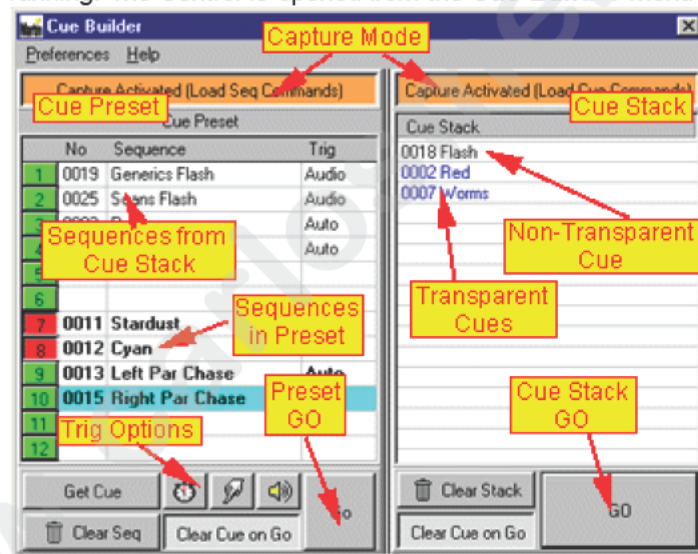 Cue Builder
Preferences Help
Capture Mode
Capture Activated (Load Seq Commands)
Cue Preset
Cue Preset
No Sequence Trig
1 0019 Generics Flash Audio
2 0025 Scans Flash Audio
Auto
Auto
Sequences from
Cue Stack
6
Sequences
in Preset
7 0011 Stardust
8 0012 Cyan
9 0013 Left Par Chase Auto
10 0015 Right Par Chase
11
12
Preset
GO
Trig Options
Get Cue
Clear Seq Clear Cue on Go
Capture Activated (Load Cue Commands)
Cue Stack
Cue Stack
0018 Flash
0002 Red
0007 Worms
Non-Transparent
Cue
Transparent
Cues
Cue Stack
GO
Clear Stack
Clear Cue on Go
GO